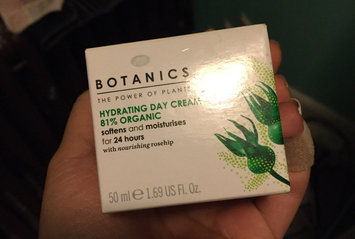 BOTANICS
THE POWER OF PLANTS
HYDRATING DAY CREAM
81% ORGANIC
softens and moisturises
for 24 hours
with nourishing rosehip
50 ml e 1.69 US Fl. Oz.